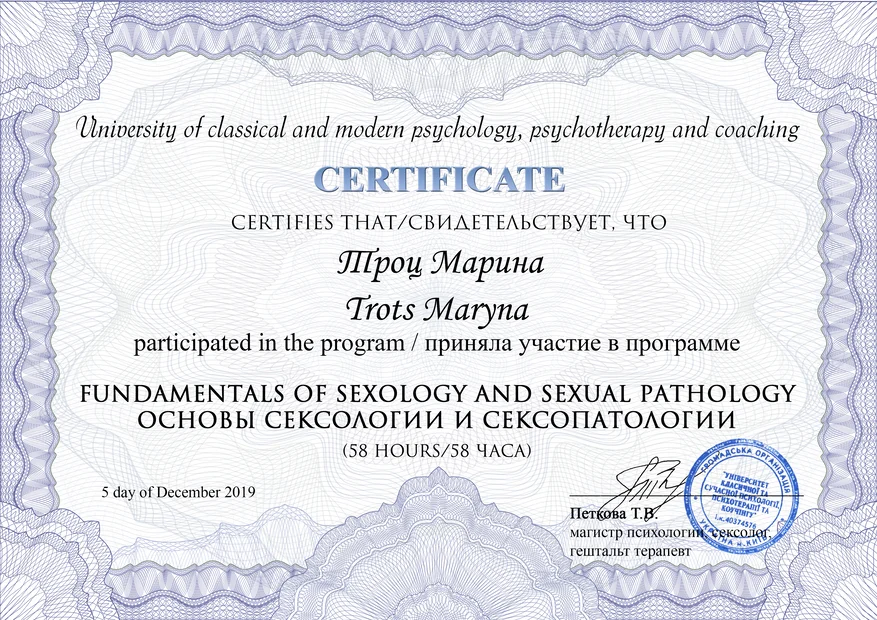 University of classical and modern psychology, psychotherapy and coaching
CERTIFICATE
CERTIFIES THAT/СВИДЕТЕЛЬСТВУЕТ, ЧТО
Троц Марина
Trots Maryna
participated in the program / приняла участие в программе
FUNDAMENTALS OF SEXOLOGY AND SEXUAL PATHOLOGY
ОСНОВЫ СЕКСОЛОГИИ И СЕКСОПАТОЛОГИИ
(58 HOURS/58 ЧАСА)
5 day of December 2019
Петкова Т.В.
магистр психологии, сексолог,
гештальт терапевт
ГРОМАДСЬКА ОРГАНІЗАЦІЯ
"УНІВЕРСИТЕТ
КЛАСИЧНОЇ ТА
СУЧАСНОЇ ПСИХОЛОГІЇ,
ПСИХОТЕРАПІЇ ТА
КОУЧІНГУ"
і.к.40374576
УКРАЇНА м.КИЇВ